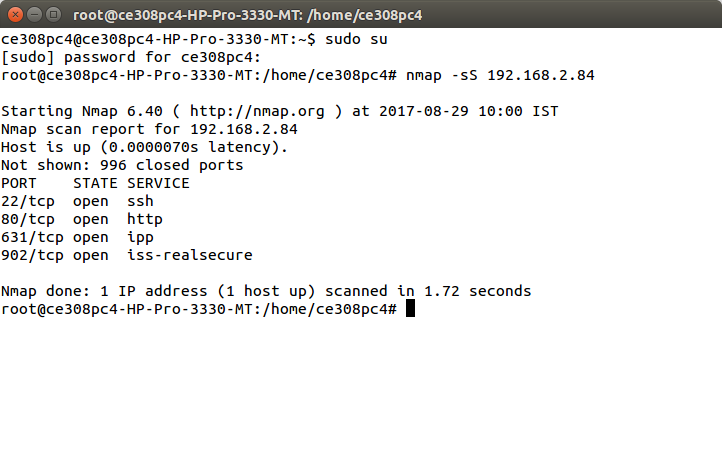 root@ce308pc4-HP-Pro-3330-MT: /home/ce308pc4
ce308pc4@ce308pc4-HP-Pro-3330-MT:~$ sudo su
[sudo] password for ce308pc4:
root@ce308pc4-HP-Pro-3330-MT:/home/ce308pc4# nmap -sS 192.168.2.84
Starting Nmap 6.40 ( http://nmap.org ) at 2017-08-29 10:00 IST
Nmap scan report for 192.168.2.84
Host is up (0.0000070s latency).
Not shown: 996 closed ports
PORT    STATE SERVICE
22/tcp  open  ssh
80/tcp  open  http
631/tcp open  ipp
902/tcp open  iss-realsecure
Nmap done: 1 IP address (1 host up) scanned in 1.72 seconds
root@ce308pc4-HP-Pro-3330-MT:/home/ce308pc4#